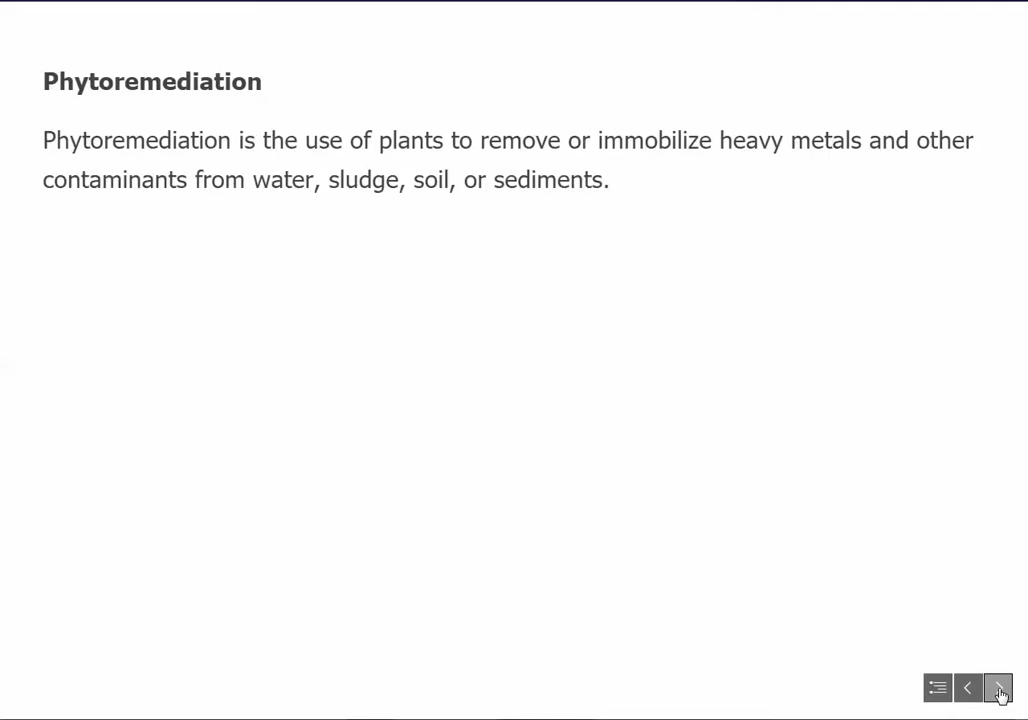 Phytoremediation
Phytoremediation is the use of plants to remove or immobilize heavy metals and other
contaminants from water, sludge, soil, or sediments.